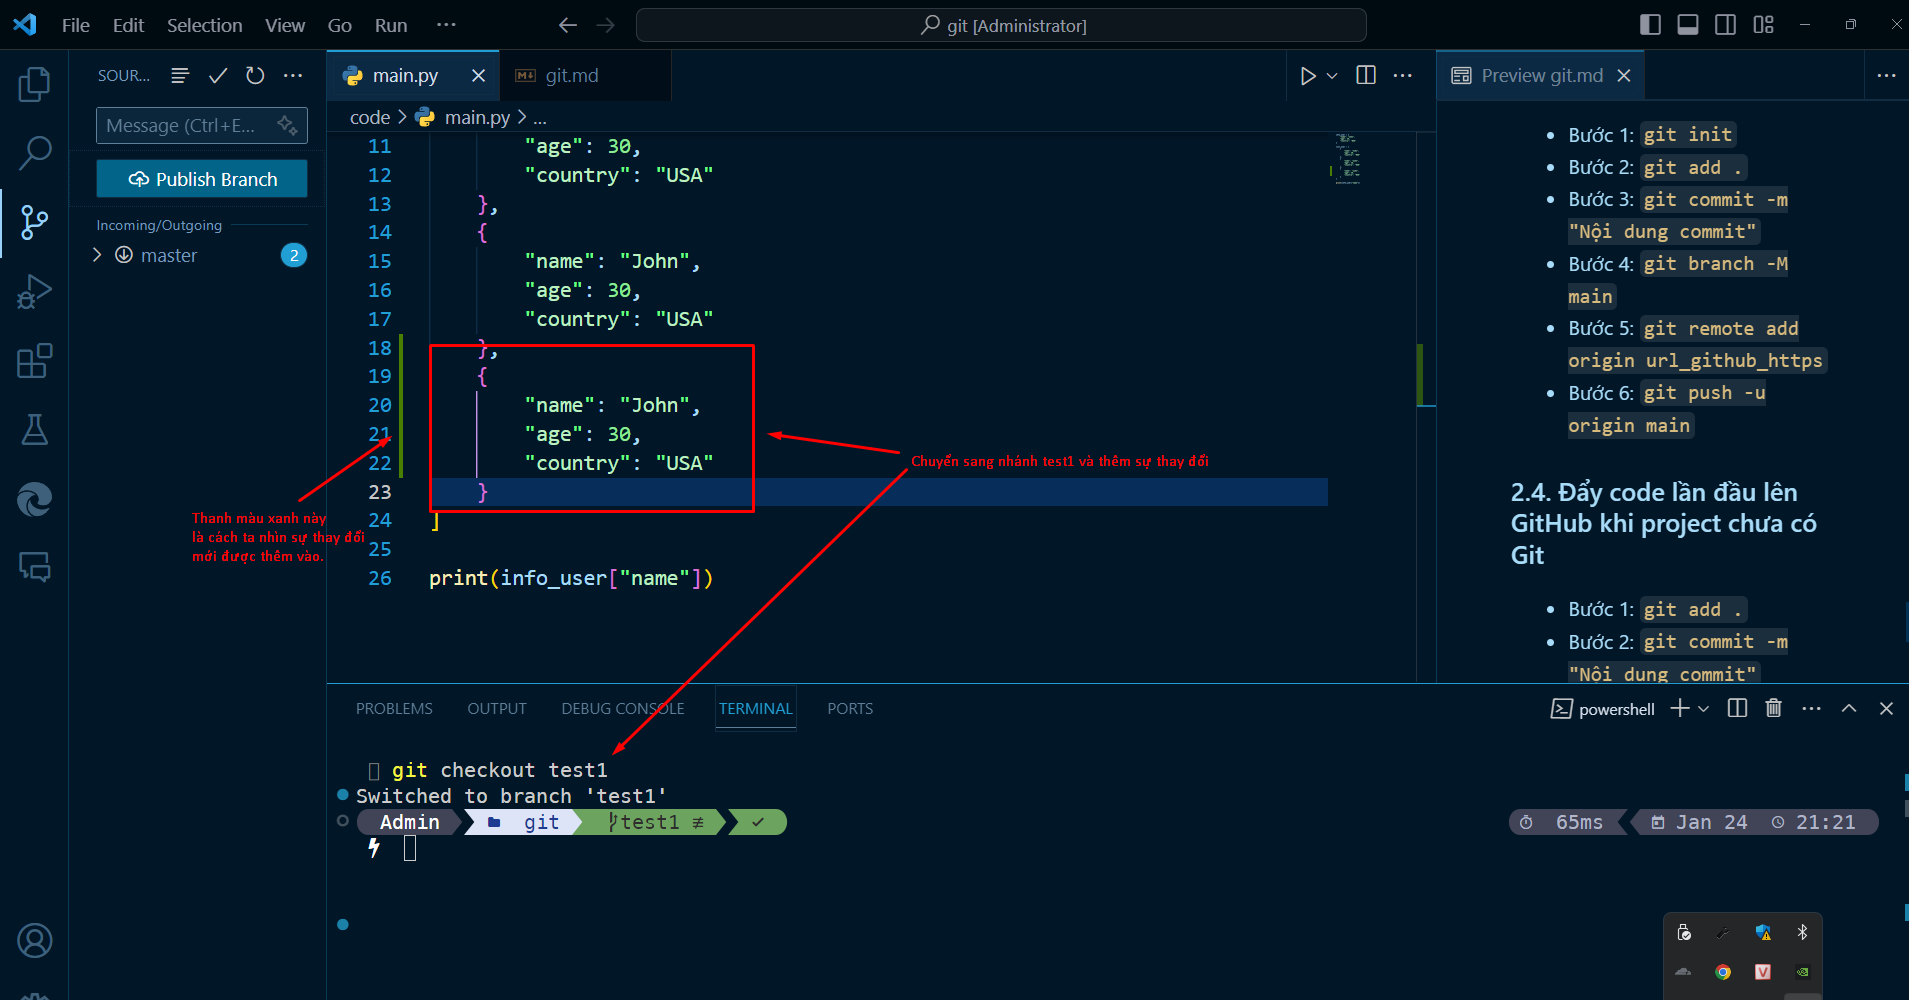 File Edit Selection View Go Run ···
git [Administrator]
SOUR...
Message (Ctrl+E...
Publish Branch
Incoming/Outgoing
master 2
main.py
git.md
code > main.py > ...
11 "age": 30,
12 "country": "USA"
13 },
14 {
15 "name": "John",
16 "age": 30,
17 "country": "USA"
18 },
19 {
20 "name": "John",
21 "age": 30,
22 "country": "USA"
23 }
24 ]
25
26 print(info_user["name"])
Thanh màu xanh này
là cách ta nhìn sự thay đổi
mới được thêm vào.
Chuyển sang nhánh test1 và thêm sự thay đổi
Preview git.md
• Bước 1: git init
• Bước 2: git add .
• Bước 3: git commit -m
"Nội dung commit"
• Bước 4: git branch -M
main
• Bước 5: git remote add
origin url_github_https
• Bước 6: git push -u
origin main
2.4. Đẩy code lần đầu lên
GitHub khi project chưa có
Git
• Bước 1: git add .
• Bước 2: git commit -m
"Nội dung commit"
PROBLEMS OUTPUT DEBUG CONSOLE TERMINAL PORTS
powershell
git checkout test1
Switched to branch 'test1'
Admin git test1 ≢
65ms Jan 24 21:21